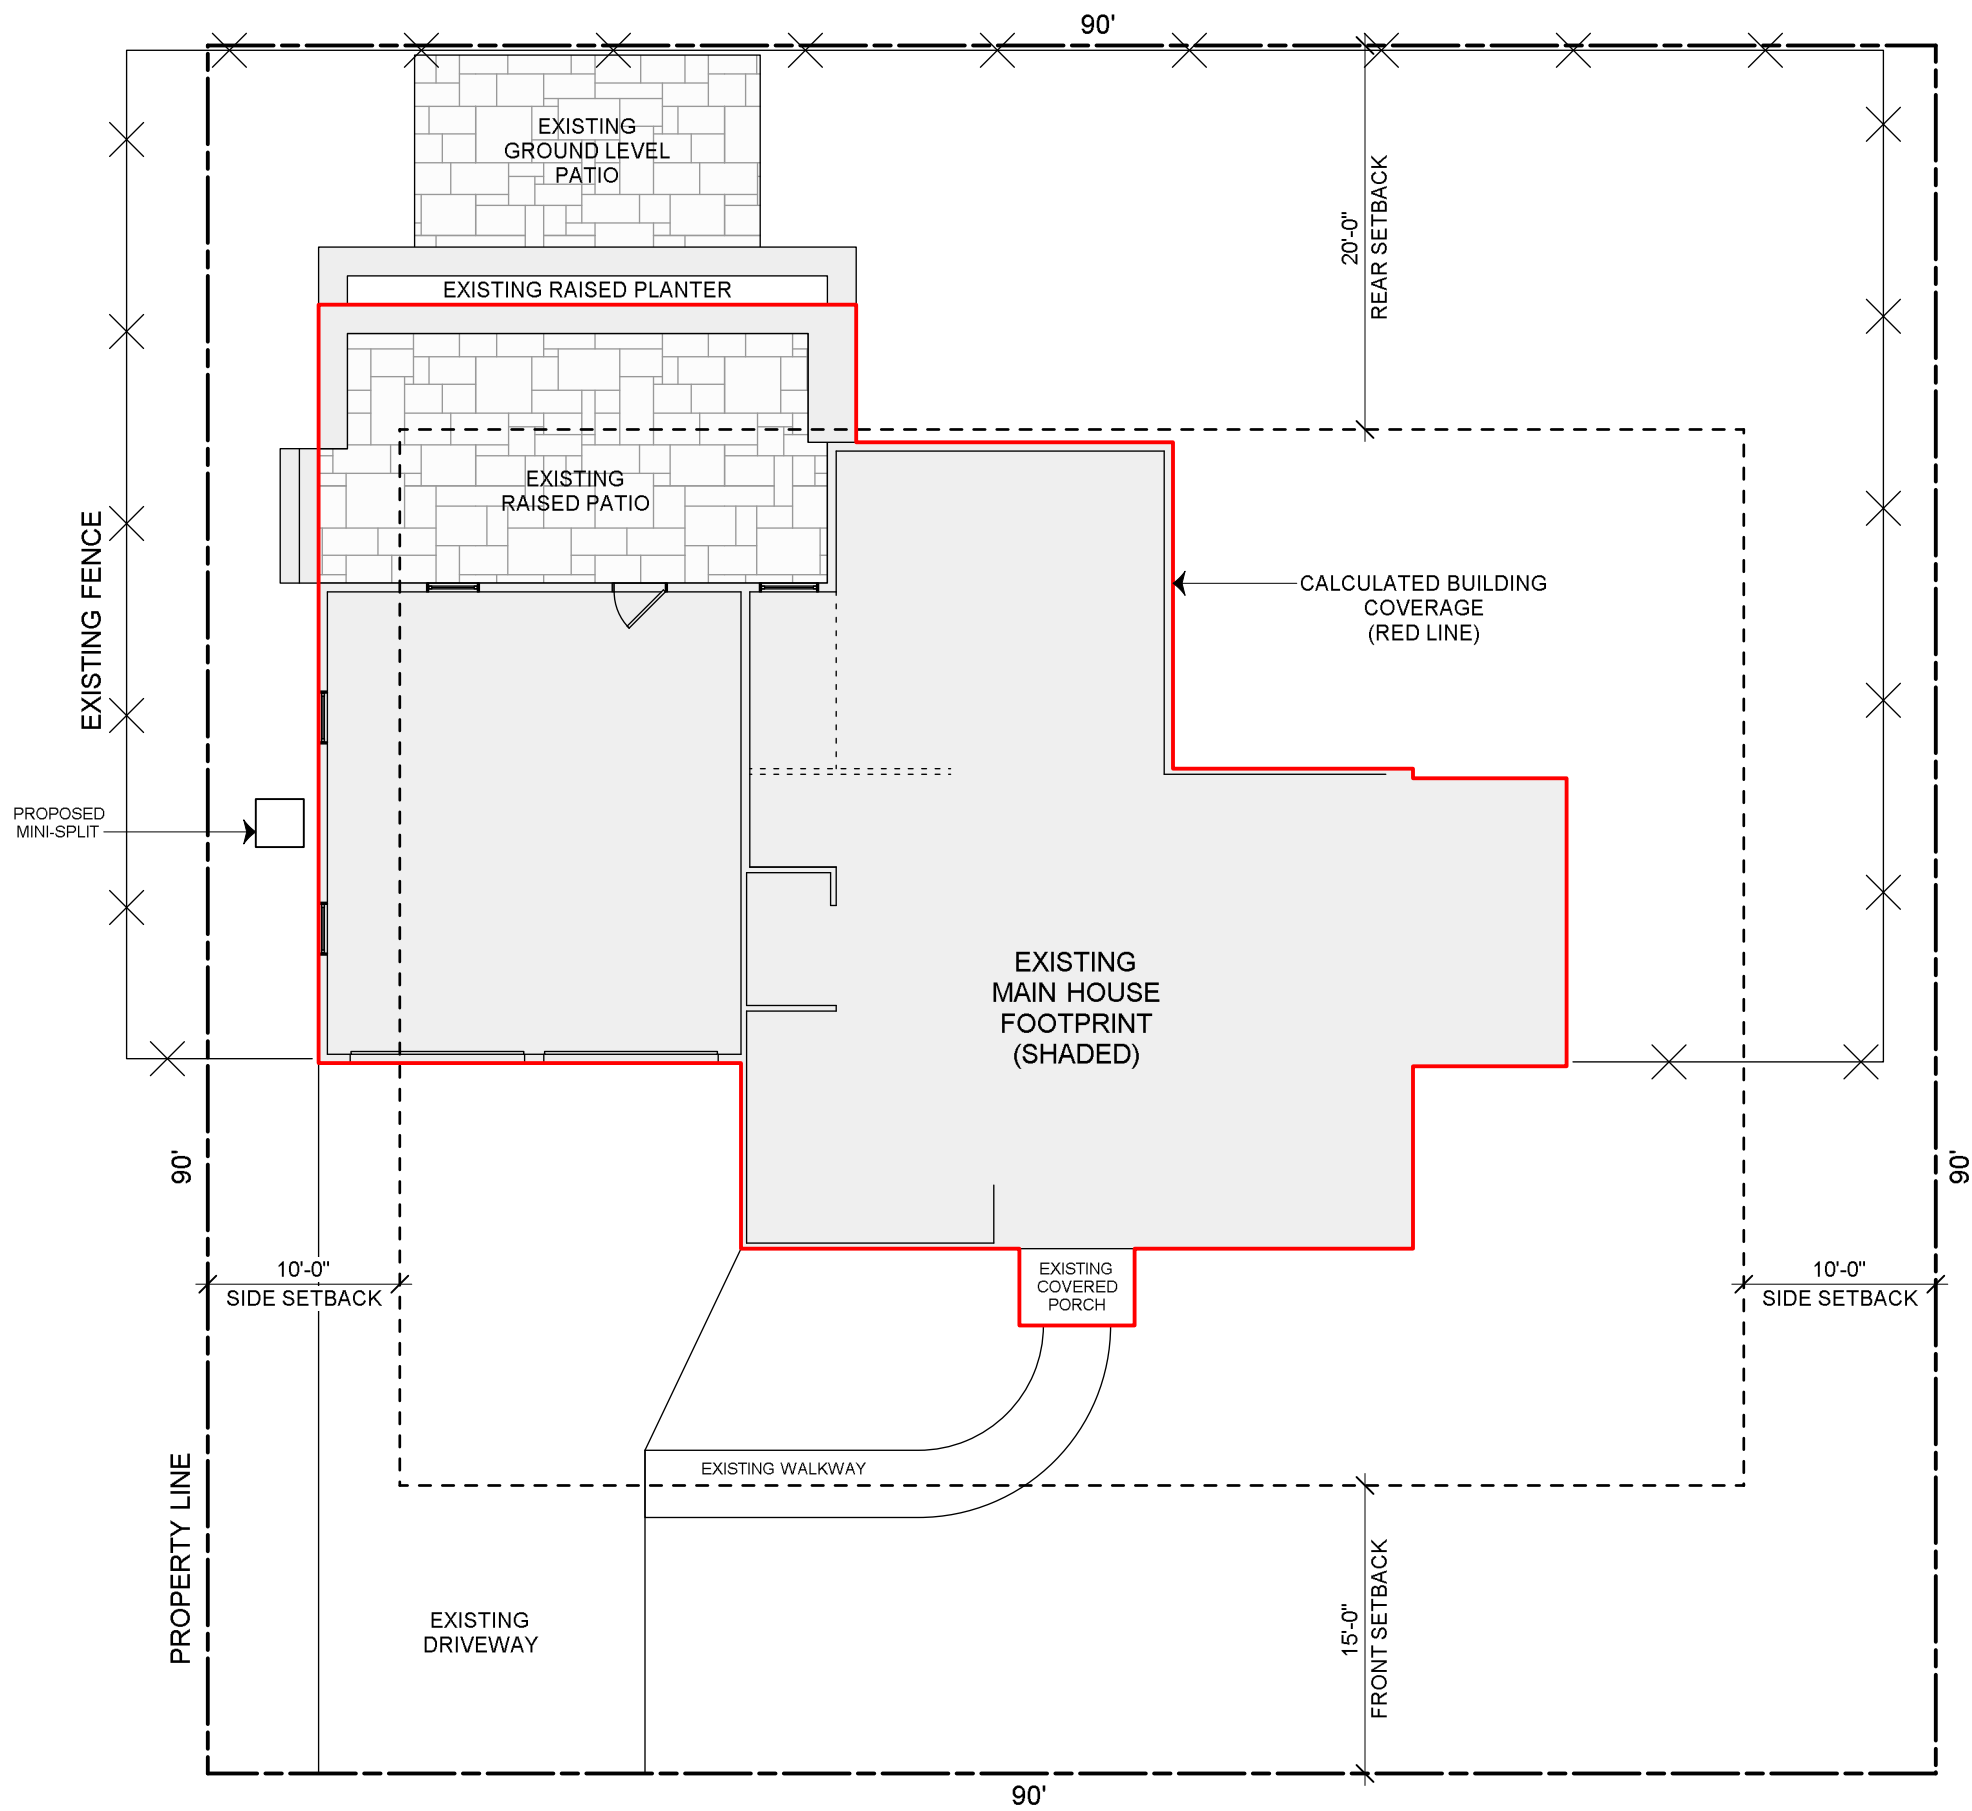 90'
EXISTING
GROUND LEVEL
PATIO
20'-0"
REAR SETBACK
EXISTING RAISED PLANTER
EXISTING
RAISED PATIO
EXISTING FENCE
CALCULATED BUILDING
COVERAGE
(RED LINE)
PROPOSED
MINI-SPLIT
EXISTING
MAIN HOUSE
FOOTPRINT
(SHADED)
90'
90'
10'-0"
SIDE SETBACK
EXISTING
COVERED
PORCH
10'-0"
SIDE SETBACK
EXISTING WALKWAY
PROPERTY LINE
EXISTING
DRIVEWAY
15'-0"
FRONT SETBACK
90'